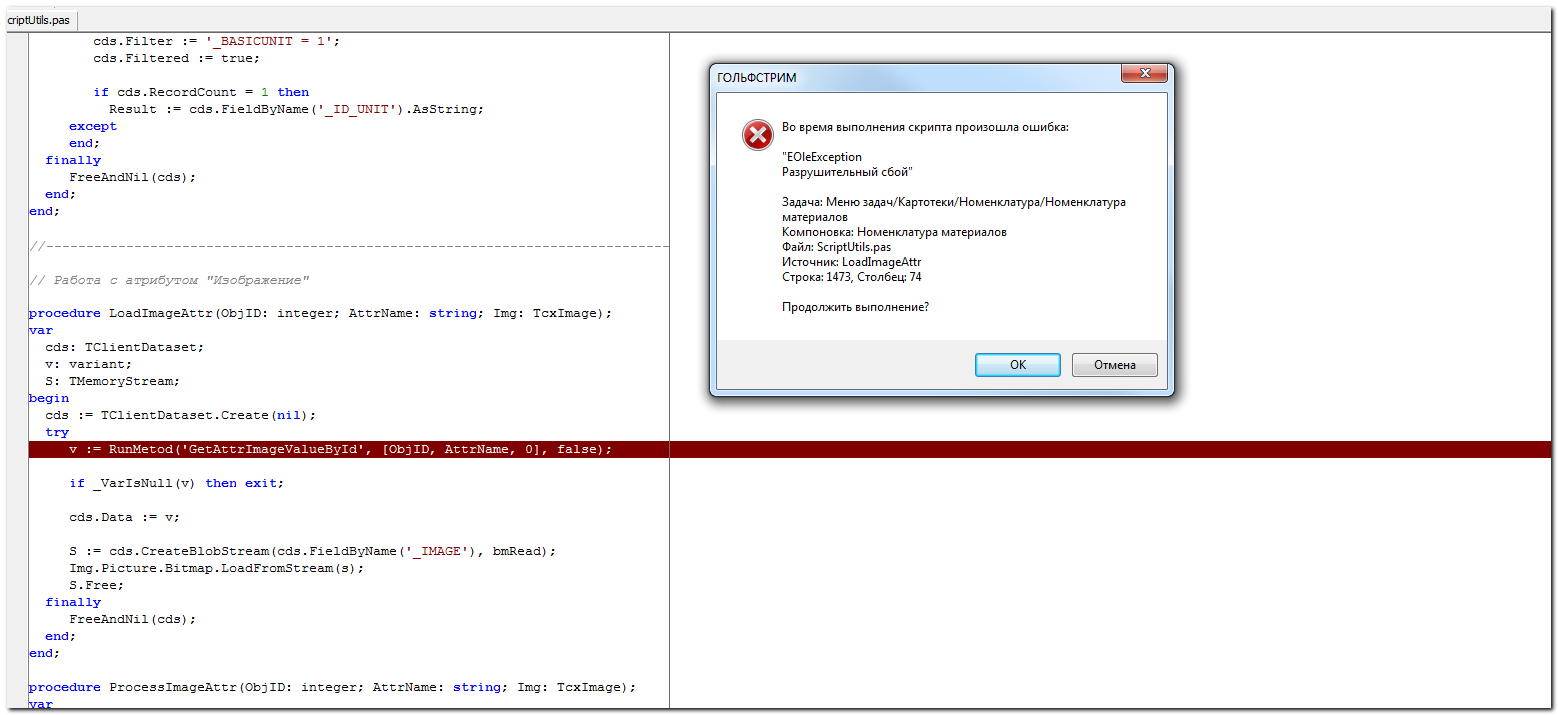 criptUtils.pas
cds.Filter := '_BASICUNIT = 1';
cds.Filtered := true;
if cds.RecordCount = 1 then
Result := cds.FieldByName('_ID_UNIT').AsString;
except
end;
finally
FreeAndNil(cds);
end;
end;
//------------------------------------------------------------------------------
// Работа с атрибутом "Изображение"
procedure LoadImageAttr(ObjID: integer; AttrName: string; Img: TcxImage);
var
cds: TClientDataset;
v: variant;
S: TMemoryStream;
begin
cds := TClientDataset.Create(nil);
try
v := RunMetod('GetAttrImageValueById', [ObjID, AttrName, 0], false);
if _VarIsNull(v) then exit;
cds.Data := v;
S := cds.CreateBlobStream(cds.FieldByName('_IMAGE'), bmRead);
Img.Picture.Bitmap.LoadFromStream(s);
S.Free;
finally
FreeAndNil(cds);
end;
end;
procedure ProcessImageAttr(ObjID: integer; AttrName: string; Img: TcxImage);
var
ГОЛЬФСТРИМ
Во время выполнения скрипта произошла ошибка:
"EOleException
Разрушительный сбой"
Задача: Меню задач/Картотеки/Номенклатура/Номенклатура
материалов
Компоновка: Номенклатура материалов
Файл: ScriptUtils.pas
Источник: LoadImageAttr
Строка: 1473, Столбец: 74
Продолжить выполнение?
ОК
Отмена